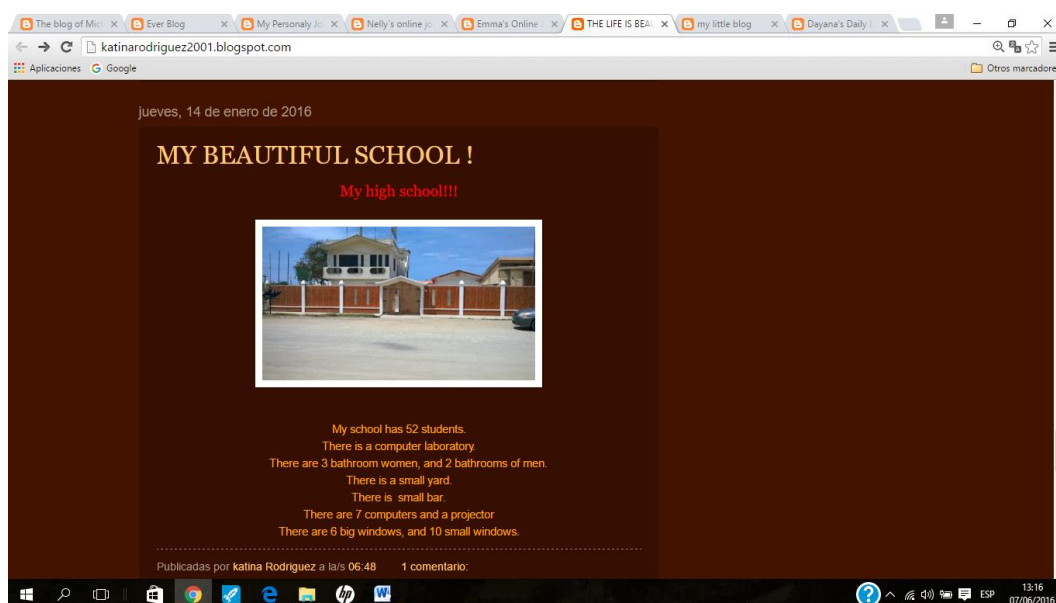 The blog of Mic
Ever Blog
My Personaly Jo
Nelly's online jo
Emma's Online
THE LIFE IS BEAU
my little blog
Dayana's Daily L
katinarodriguez2001.blogspot.com
Aplicaciones
Google
Otros marcadore
jueves, 14 de enero de 2016
MY BEAUTIFUL SCHOOL !
My high school!!!
My school has 52 students.
There is a computer laboratory.
There are 3 bathroom women, and 2 bathrooms of men.
There is a small yard.
There is  small bar.
There are 7 computers and a projector
There are 6 big windows, and 10 small windows.
Publicadas por katina Rodriguez a la/s 06:48 1 comentario:
hp
W
ESP
13:16
07/06/2016